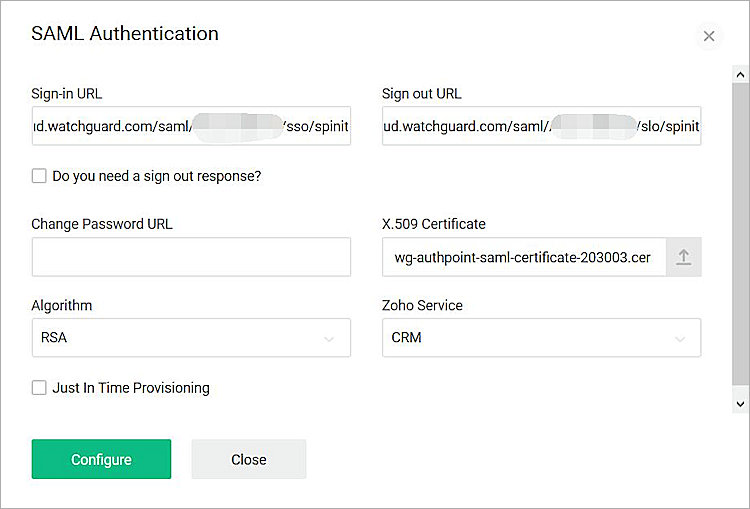 SAML Authentication
Sign-in URL
ud.watchguard.com/saml/ /sso/spinit
Sign out URL
ud.watchguard.com/saml/ /slo/spinit
Do you need a sign out response?
Change Password URL
X.509 Certificate
wg-authpoint-saml-certificate-203003.cer
Algorithm
RSA
Zoho Service
CRM
Just In Time Provisioning
Configure
Close